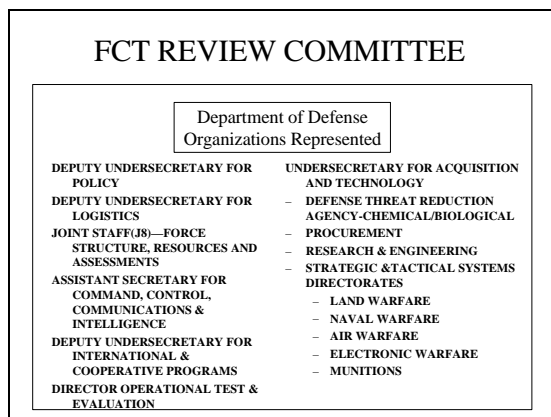 FCT REVIEW COMMITTEE
Department of Defense
Organizations Represented
DEPUTY UNDERSECRETARY FOR
POLICY
DEPUTY UNDERSECRETARY FOR
LOGISTICS
JOINT STAFF(J8)—FORCE
STRUCTURE, RESOURCES AND
ASSESSMENTS
ASSISTANT SECRETARY FOR
COMMAND, CONTROL,
COMMUNICATIONS &
INTELLIGENCE
DEPUTY UNDERSECRETARY FOR
INTERNATIONAL &
COOPERATIVE PROGRAMS
DIRECTOR OPERATIONAL TEST &
EVALUATION
UNDERSECRETARY FOR ACQUISITION
AND TECHNOLOGY
– DEFENSE THREAT REDUCTION
AGENCY-CHEMICAL/BIOLOGICAL
– PROCUREMENT
– RESEARCH & ENGINEERING
– STRATEGIC &TACTICAL SYSTEMS
DIRECTORATES
– LAND WARFARE
– NAVAL WARFARE
– AIR WARFARE
– ELECTRONIC WARFARE
– MUNITIONS